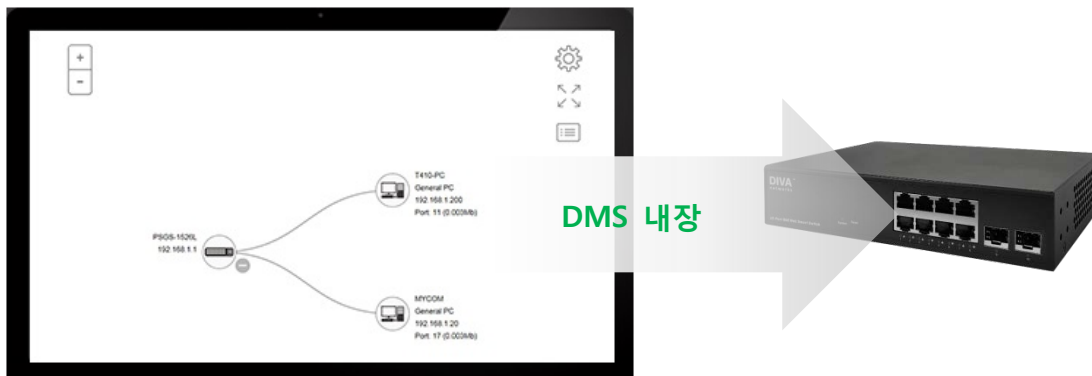 +
-
T410-PC
General PC
192.168.1.200
Port: 11 (0.003Mb)
PSGS-1526L
192.168.1.1
MYCOM
General PC
192.168.1.20
Port: 17 (0.003Mb)
DMS 내장
DIVA